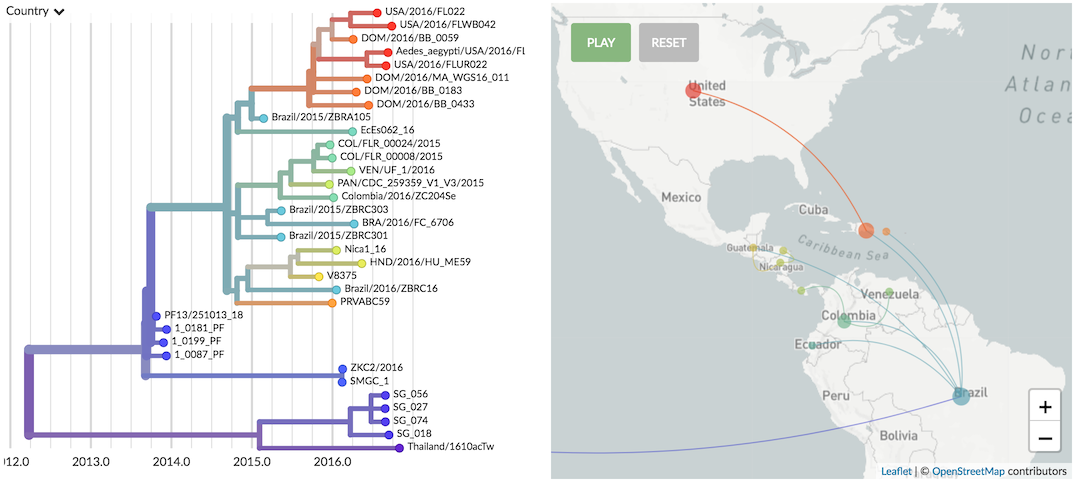 Country
USA/2016/FL022
USA/2016/FLWB042
DOM/2016/BB_0059
Aedes_aegypti/USA/2016/FL
USA/2016/FLUR022
DOM/2016/MA_WGS16_011
DOM/2016/BB_0183
DOM/2016/BB_0433
Brazil/2015/ZBRA105
EcEs062_16
COL/FLR_00024/2015
COL/FLR_00008/2015
VEN/UF_1/2016
PAN/CDC_259359_V1_V3/2015
Colombia/2016/ZC204Se
Brazil/2015/ZBRC303
BRA/2016/FC_6706
Brazil/2015/ZBRC301
Nica1_16
HND/2016/HU_ME59
V8375
Brazil/2016/ZBRC16
PRVABC59
PF13/251013_18
1_0181_PF
1_0199_PF
1_0087_PF
ZKC2/2016
SMGC_1
SG_056
SG_027
SG_074
SG_018
Thailand/1610acTw
012.0 2013.0 2014.0 2015.0 2016.0
PLAY RESET
United
States
Mexico
Cuba
Guatemala
Caribbean Sea
Nicaragua
Venezuela
Colombia
Ecuador
Brazil
Peru
Bolivia
Atlan
Ocea
+
−
Leaflet | © OpenStreetMap contributors